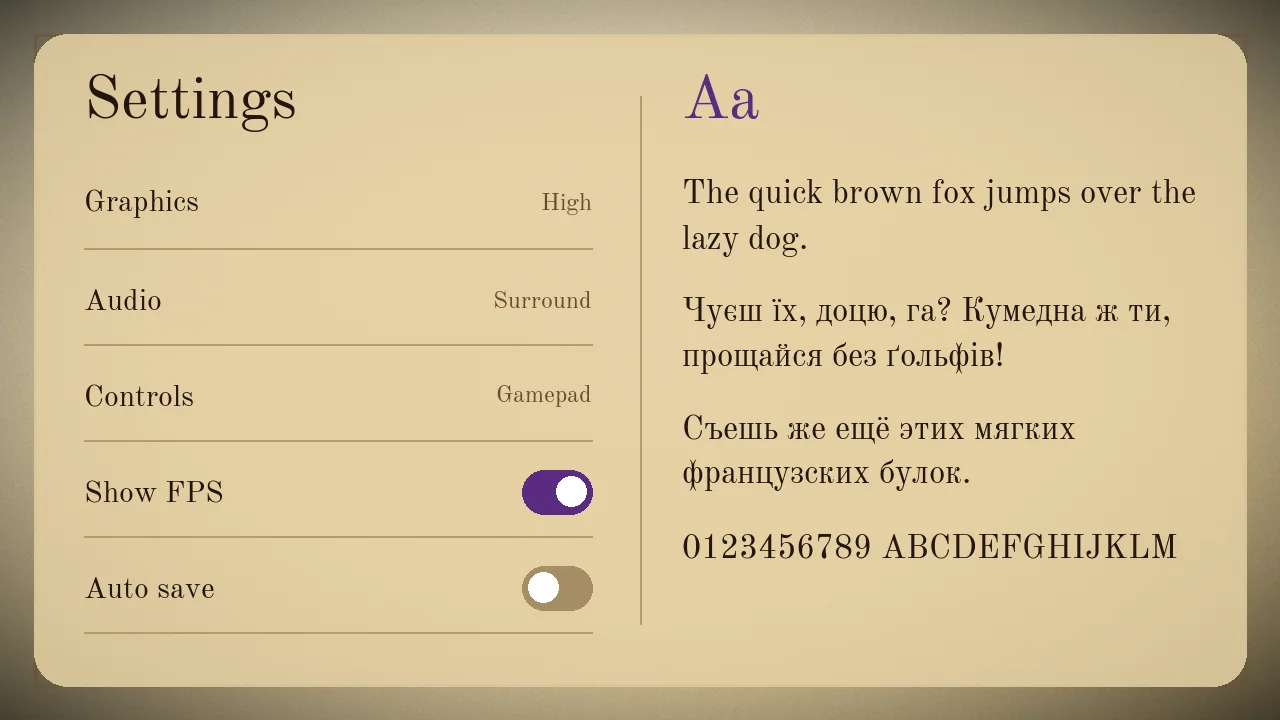 Settings
Graphics
High
Audio
Surround
Controls
Gamepad
Show FPS
Auto save
Aa
The quick brown fox jumps over the
lazy dog.
Чуєш їх, доцю, га? Кумедна ж ти,
прощайся без ґольфів!
Съешь же ещё этих мягких
французских булок.
0123456789 ABCDEFGHIJKLM